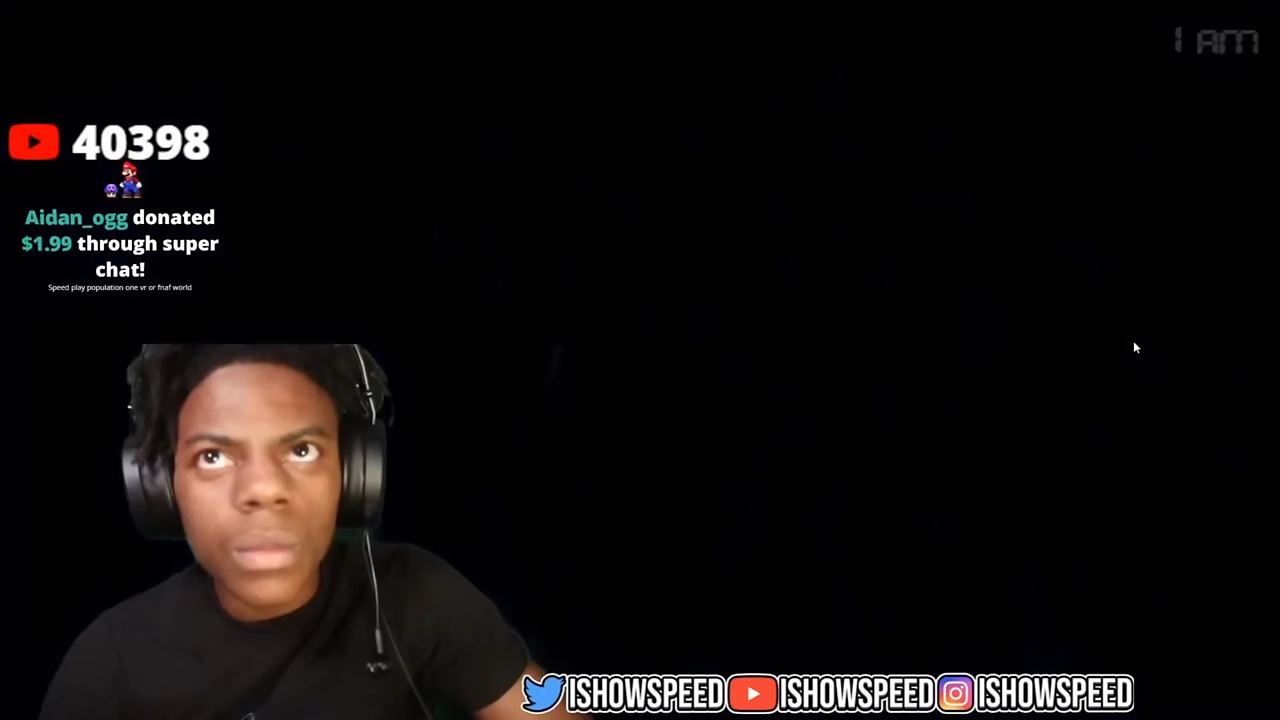 1 AM
40398
Aidan_ogg donated
$1.99 through super
chat!
Speed play population one vr or fnaf world
ISHOWSPEED ISHOWSPEED ISHOWSPEED